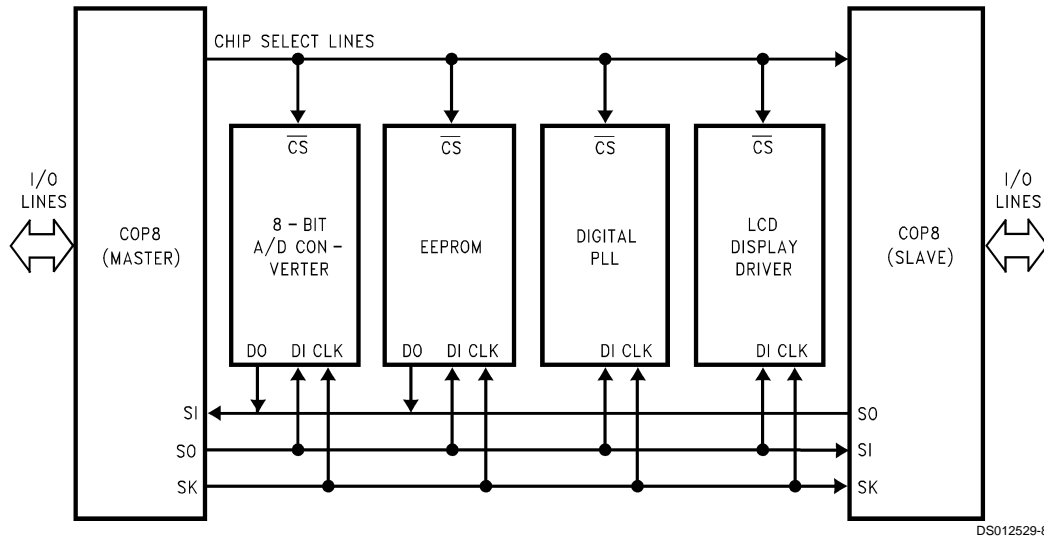 CHIP SELECT LINES
CS
CS
CS
CS
I/O
LINES
COP8
(MASTER)
8 – BIT
A/D CON –
VERTER
EEPROM
DIGITAL
PLL
LCD
DISPLAY
DRIVER
COP8
(SLAVE)
I/O
LINES
DO DI CLK
DO DI CLK
DI CLK
DI CLK
SI
SO
SK
SO
SI
SK
DS012529-8